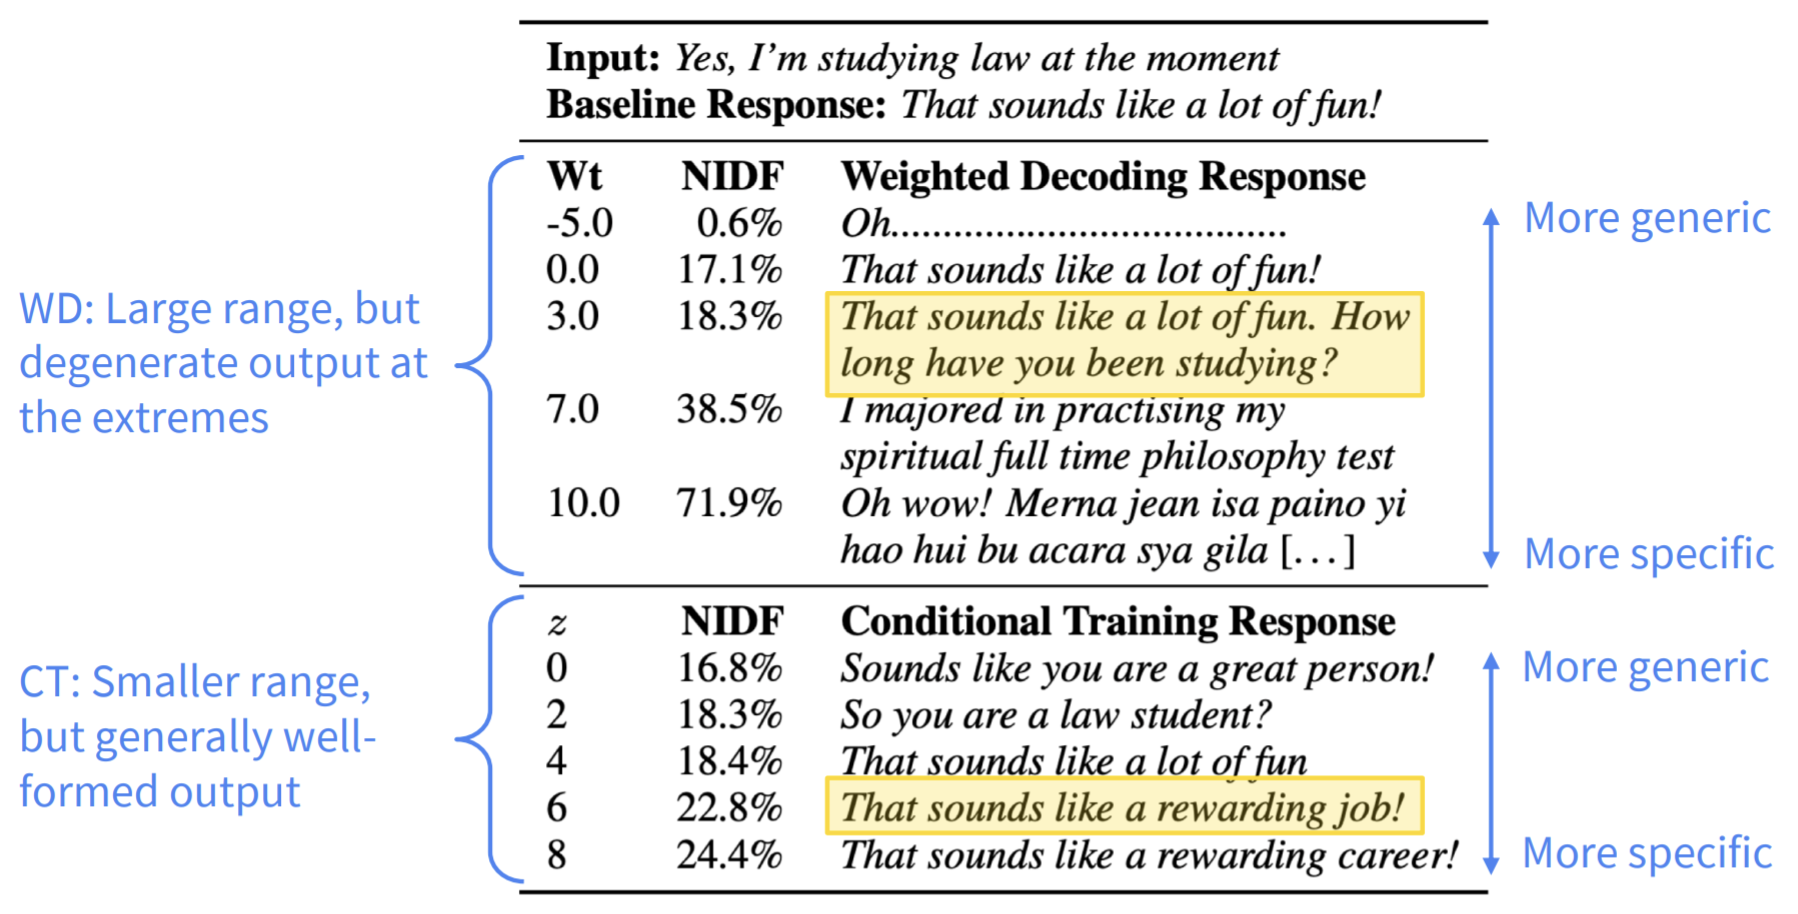 Input: Yes, I'm studying law at the moment
Baseline Response: That sounds like a lot of fun!
Wt NIDF Weighted Decoding Response
-5.0 0.6% Oh......................................
0.0 17.1% That sounds like a lot of fun!
3.0 18.3% That sounds like a lot of fun. How
long have you been studying?
7.0 38.5% I majored in practising my
spiritual full time philosophy test
10.0 71.9% Oh wow! Merna jean isa paino yi
hao hui bu acara sya gila [...]
WD: Large range, but
degenerate output at
the extremes
More generic
More specific
z NIDF Conditional Training Response
0 16.8% Sounds like you are a great person!
2 18.3% So you are a law student?
4 18.4% That sounds like a lot of fun
6 22.8% That sounds like a rewarding job!
8 24.4% That sounds like a rewarding career!
CT: Smaller range,
but generally well-
formed output
More generic
More specific